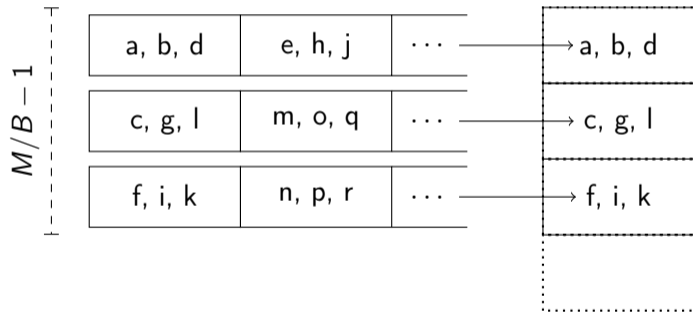 a, b, d e, h, j ··· a, b, d
M/B − 1
c, g, l m, o, q ··· c, g, l
f, i, k n, p, r ··· f, i, k